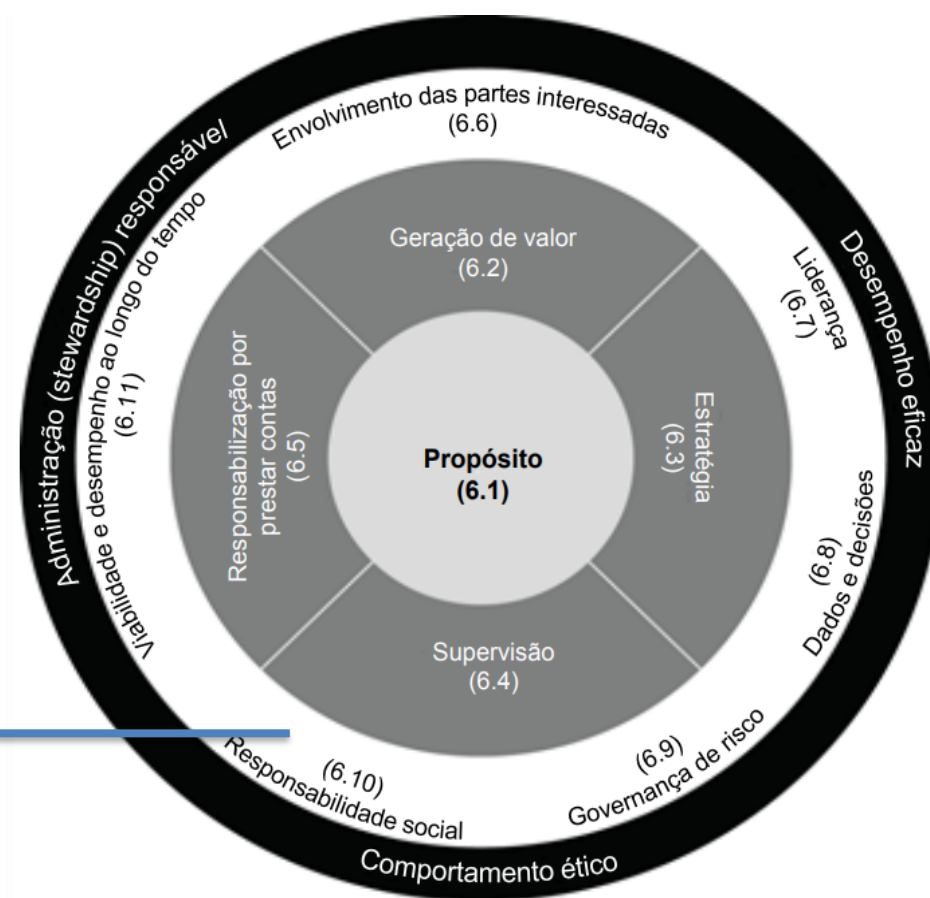 Administração (stewardship) responsável
Desempenho eficaz
Comportamento ético
Envolvimento das partes interessadas
(6.6)
Liderança
(6.7)
(6.8)
Dados e decisões
(6.9)
Governança de risco
(6.10)
Responsabilidade social
Viabilidade e desempenho ao longo do tempo
(6.11)
Geração de valor
(6.2)
Estratégia
(6.3)
Supervisão
(6.4)
Responsabilização por
prestar contas
(6.5)
Propósito
(6.1)